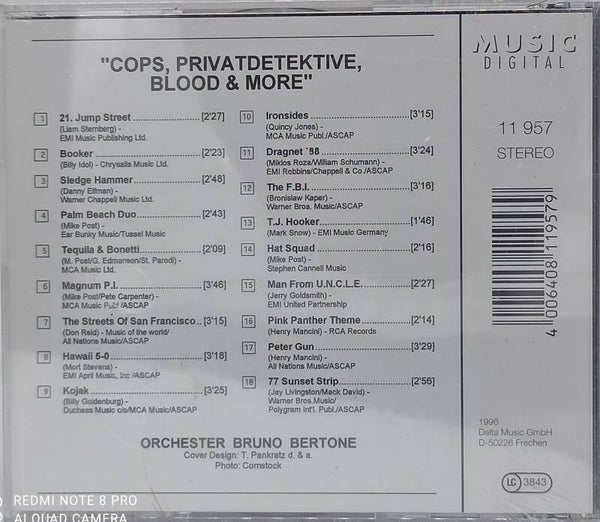 "COPS, PRIVATDETEKTIVE,
BLOOD & MORE"
1 21. Jump Street [2'27]
(Liam Sternberg) -
EMI Music Publishing Ltd.
2 Booker [2'23]
(Billy Idol) - Chrysalis Music Ltd.
3 Sledge Hammer [2'48]
(Danny Elfman) -
Warner Chappell Music Ltd.
4 Palm Beach Duo [2'43]
(Mike Post) -
Ear Bunky Music/Tussel Music
5 Tequila & Bonetti [2'09]
(M. Post/G. Edmonson/St. Parodi) -
MCA Music Ltd.
6 Magnum P.I. [3'46]
(Mike Post/Pete Carpenter) -
MCA Music Publ./ASCAP
7 The Streets Of San Francisco [3'15]
(Don Reid) - Music of the world/
All Nations Music/ASCAP
8 Hawaii 5-0 [3'18]
(Mort Stevens) -
EMI April Music, Inc /ASCAP
9 Kojak [3'25]
(Billy Goldenburg) -
Duchess Music c/o/MCA Music/ASCAP
10 Ironsides [3'15]
(Quincy Jones) -
MCA Music Publ./ASCAP
11 Dragnet `98 [3'24]
(Miklos Roza/William Schumann) -
EMI Robbins/Chappell & Co./ASCAP
12 The F.B.I. [3'16]
(Bronislaw Kaper) -
Warner Bros. Music/ASCAP
13 T.J. Hooker [1'46]
(Mark Snow) - EMI Music Germany
14 Hat Squad [2'16]
(Mike Post) -
Stephen Cannell Music
15 Man From U.N.C.L.E. [2'27]
(Jerry Goldsmith) -
EMI United Partnership
16 Pink Panther Theme [2'14]
(Henry Mancini) - RCA Records
17 Peter Gun [3'29]
(Henry Mancini) -
All Nations Music/ASCAP
18 77 Sunset Strip [2'56]
(Jay Livingston/Mack David) -
Warner Bros.Music/
Polygram Int'l. Publ./ASCAP
ORCHESTER BRUNO BERTONE
Cover Design: T. Pankratz d. & a.
Photo: Comstock
MUSIC
DIGITAL
11 957
STEREO
4 006408 119579
1996
Delta Music GmbH
D-50226 Frechen
LC 3843
REDMI NOTE 8 PRO
AI QUAD CAMERA